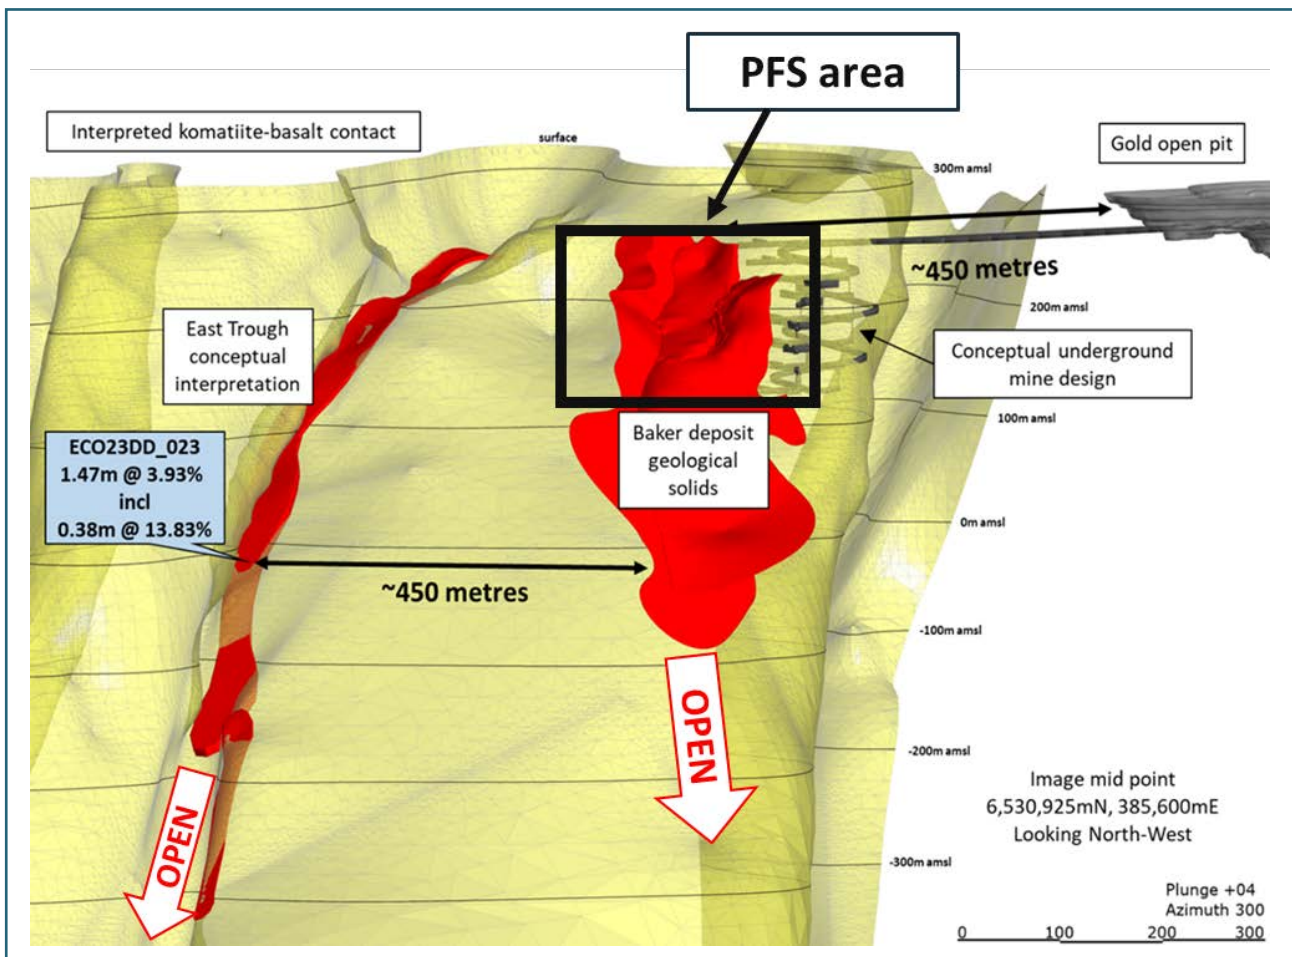 PFS area
Interpreted komatiite-basalt contact
surface
Gold open pit
300m amsl
~450 metres
200m amsl
East Trough
conceptual
interpretation
Conceptual underground
mine design
100m amsl
Baker deposit
geological
solids
ECO23DD_023
1.47m @ 3.93%
incl
0.38m @ 13.83%
0m amsl
~450 metres
-100m amsl
OPEN
-200m amsl
Image mid point
6,530,925mN, 385,600mE
Looking North-West
OPEN
-300m amsl
Plunge +04
Azimuth 300
0 100 200 300